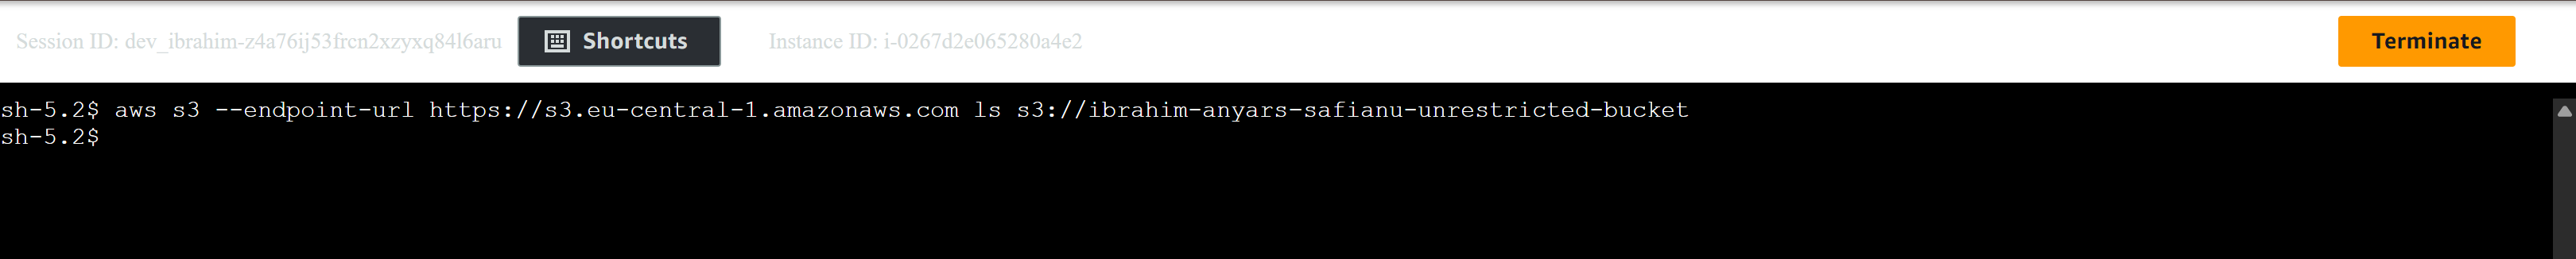 Session ID: dev_ibrahim-z4a76ij53frcn2xzyxq84l6aru Shortcuts Instance ID: i-0267d2e065280a4e2 Terminate
sh-5.2$ aws s3 --endpoint-url https://s3.eu-central-1.amazonaws.com ls s3://ibrahim-anyars-safianu-unrestricted-bucket
sh-5.2$